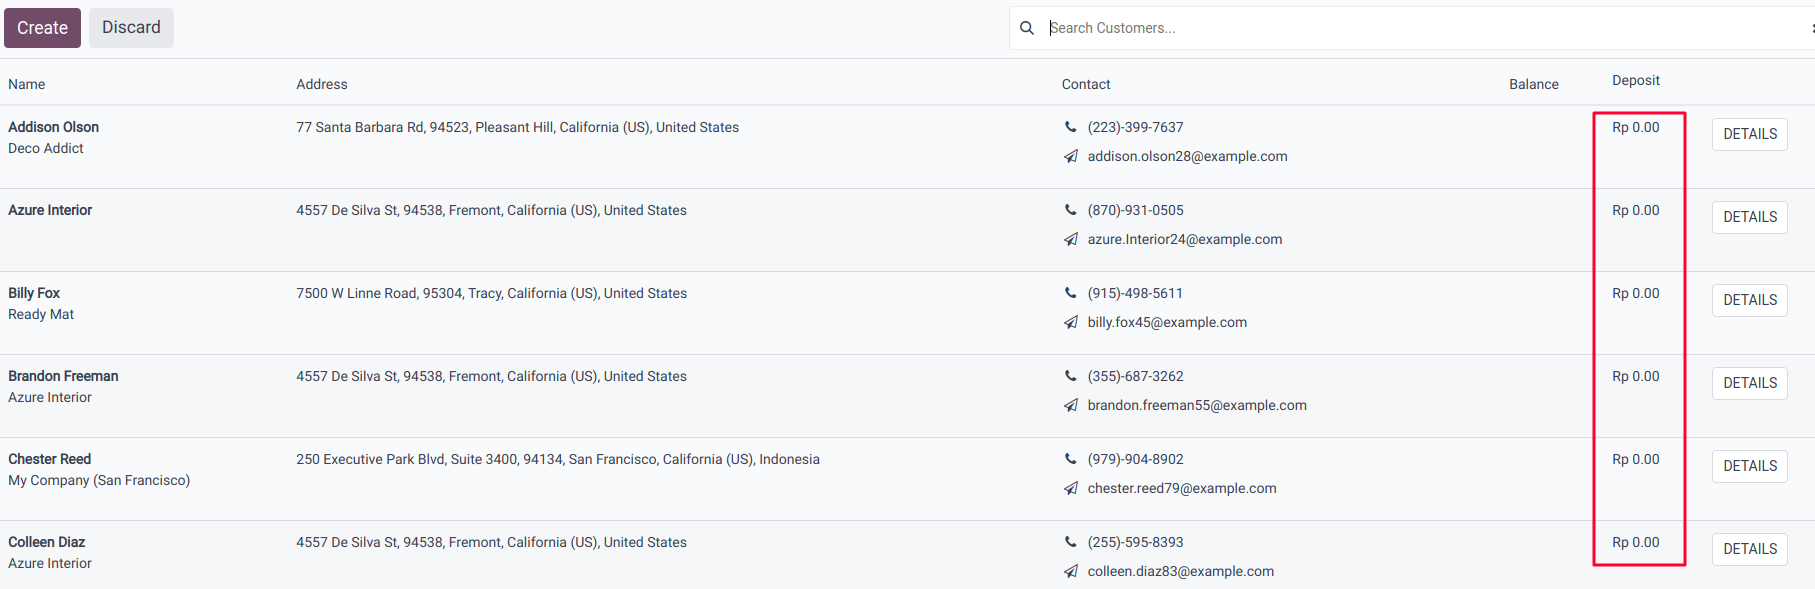 Create Discard Search Customers...
Name Address Contact Balance Deposit
Addison Olson 77 Santa Barbara Rd, 94523, Pleasant Hill, California (US), United States (223)-399-7637 Rp 0.00 DETAILS
Deco Addict addison.olson28@example.com
Azure Interior 4557 De Silva St, 94538, Fremont, California (US), United States (870)-931-0505 Rp 0.00 DETAILS
azure.Interior24@example.com
Billy Fox 7500 W Linne Road, 95304, Tracy, California (US), United States (915)-498-5611 Rp 0.00 DETAILS
Ready Mat billy.fox45@example.com
Brandon Freeman 4557 De Silva St, 94538, Fremont, California (US), United States (355)-687-3262 Rp 0.00 DETAILS
Azure Interior brandon.freeman55@example.com
Chester Reed 250 Executive Park Blvd, Suite 3400, 94134, San Francisco, California (US), Indonesia (979)-904-8902 Rp 0.00 DETAILS
My Company (San Francisco) chester.reed79@example.com
Colleen Diaz 4557 De Silva St, 94538, Fremont, California (US), United States (255)-595-8393 Rp 0.00 DETAILS
Azure Interior colleen.diaz83@example.com